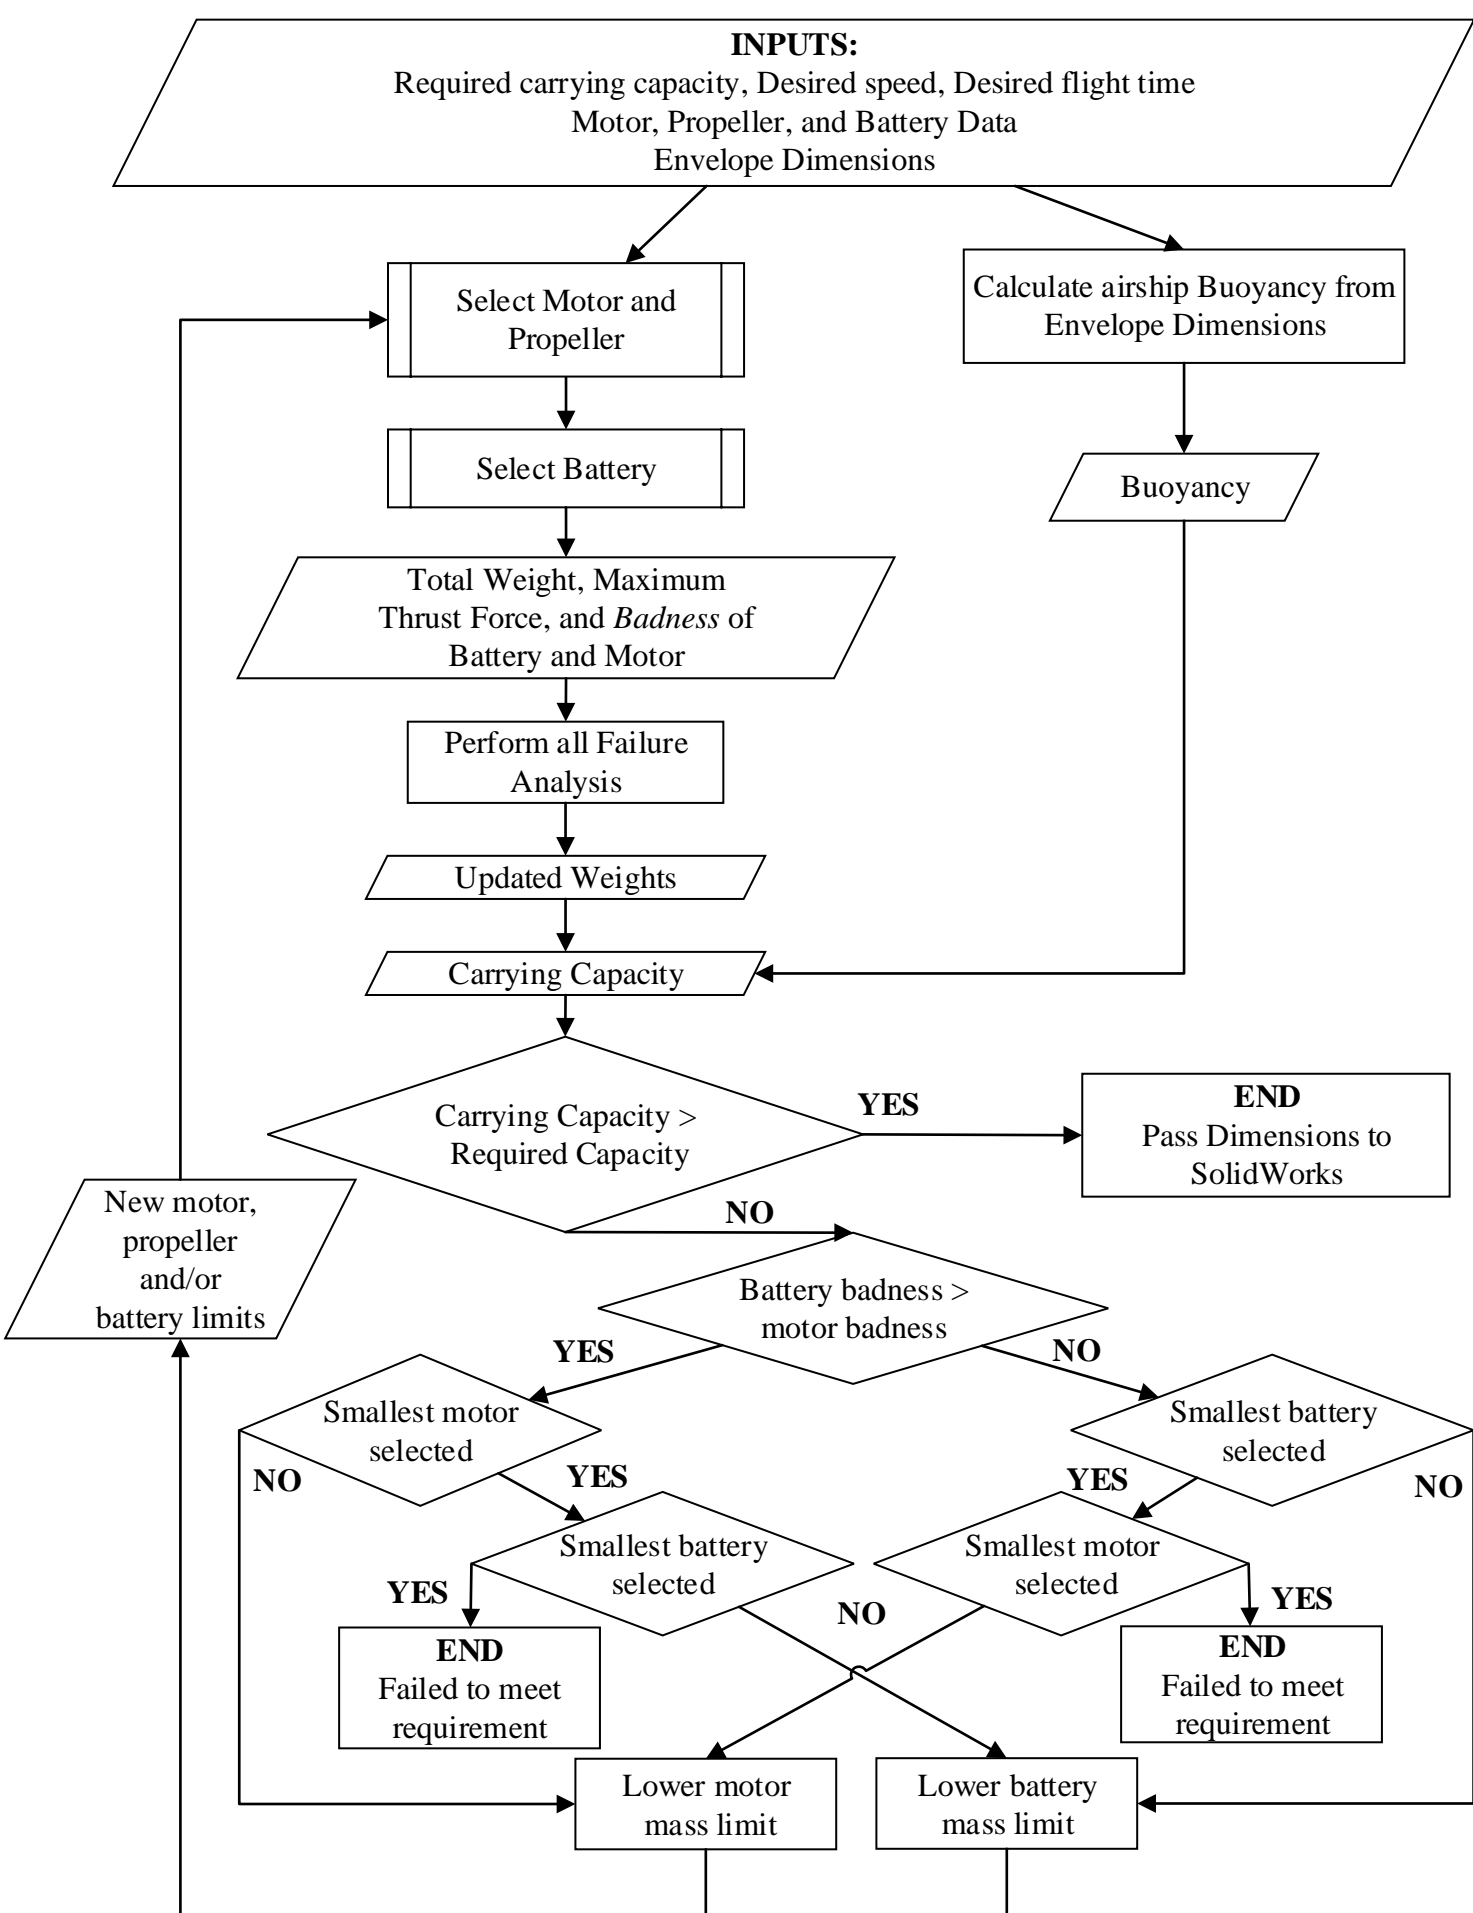 INPUTS:
Required carrying capacity, Desired speed, Desired flight time
Motor, Propeller, and Battery Data
Envelope Dimensions
Select Motor and
Propeller
Calculate airship Buoyancy from
Envelope Dimensions
Select Battery
Buoyancy
Total Weight, Maximum
Thrust Force, and Badness of
Battery and Motor
Perform all Failure
Analysis
Updated Weights
Carrying Capacity
Carrying Capacity >
Required Capacity
YES
END
Pass Dimensions to
SolidWorks
NO
New motor,
propeller
and/or
battery limits
Battery badness >
motor badness
YES
NO
Smallest motor
selected
Smallest battery
selected
NO
YES
YES
NO
Smallest battery
selected
Smallest motor
selected
YES
NO
YES
END
Failed to meet
requirement
END
Failed to meet
requirement
Lower motor
mass limit
Lower battery
mass limit